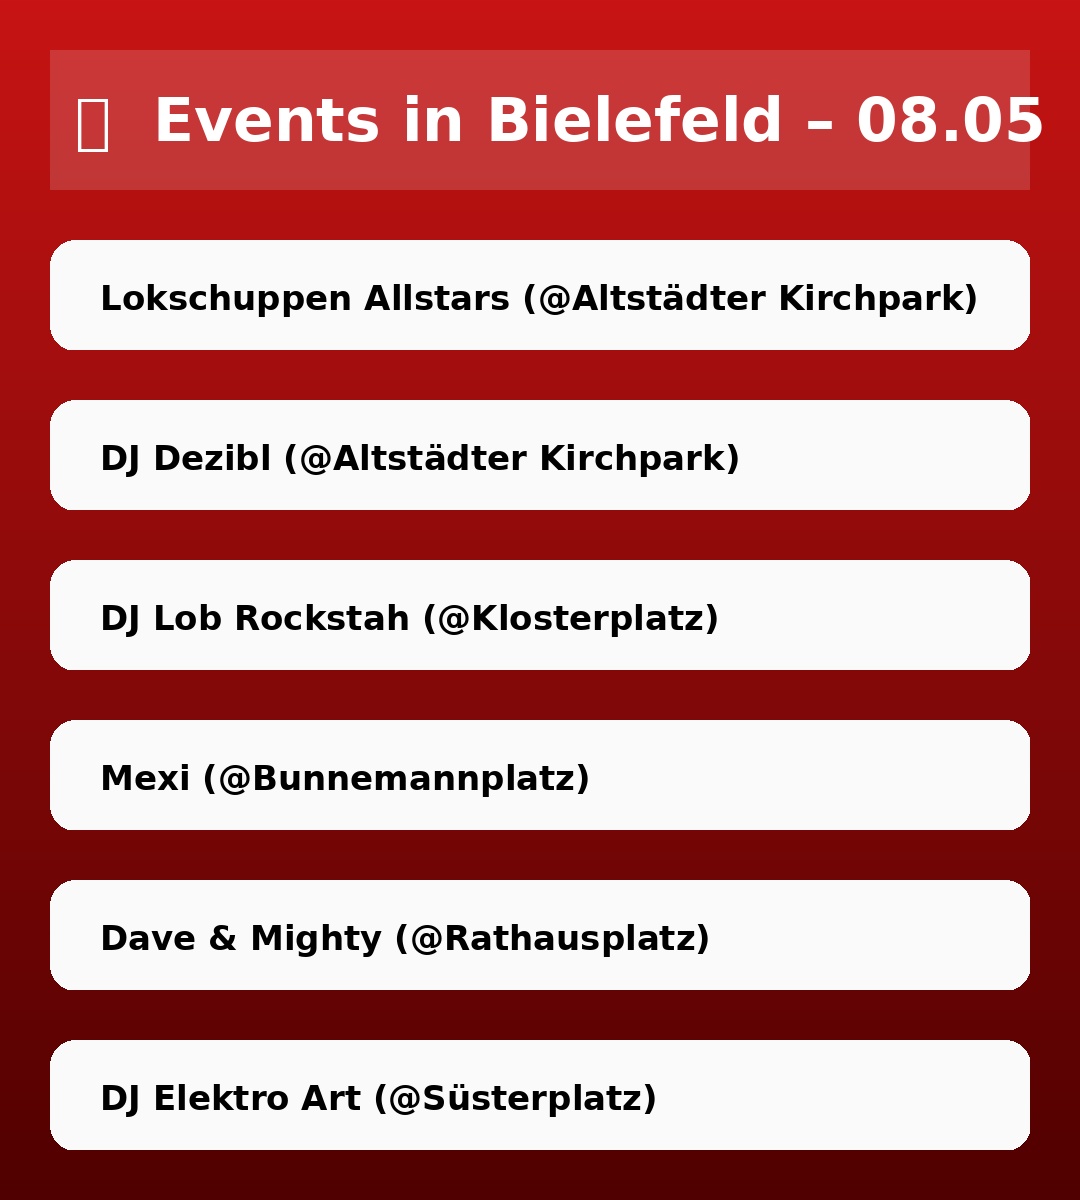 Events in Bielefeld – 08.05
Lokschuppen Allstars (@Altstädter Kirchpark)
DJ Dezibl (@Altstädter Kirchpark)
DJ Lob Rockstah (@Klosterplatz)
Mexi (@Bunnemannplatz)
Dave & Mighty (@Rathausplatz)
DJ Elektro Art (@Süsterplatz)